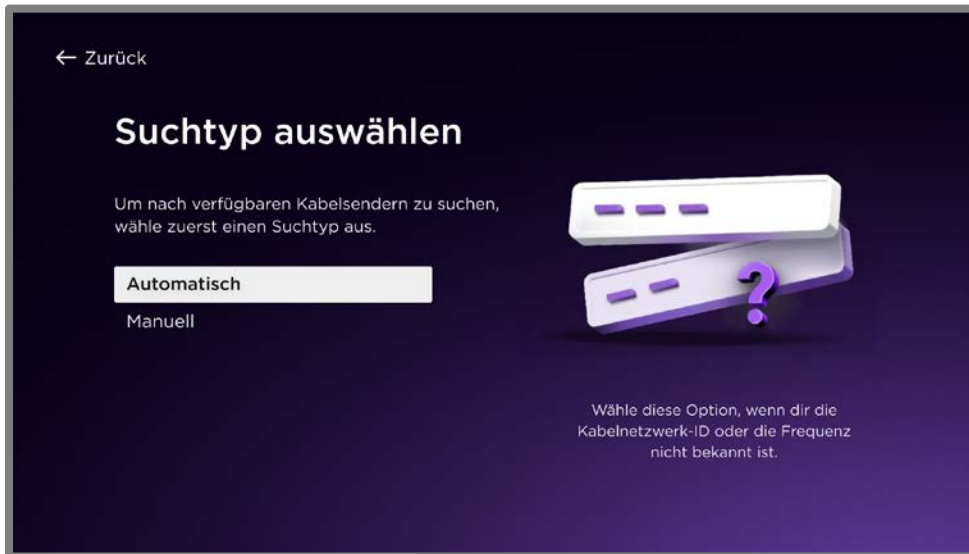 ← Zurück
Suchtyp auswählen
Um nach verfügbaren Kabelsendern zu suchen,
wähle zuerst einen Suchtyp aus.
Automatisch
Manuell
?
Wähle diese Option, wenn dir die
Kabelnetzwerk-ID oder die Frequenz
nicht bekannt ist.